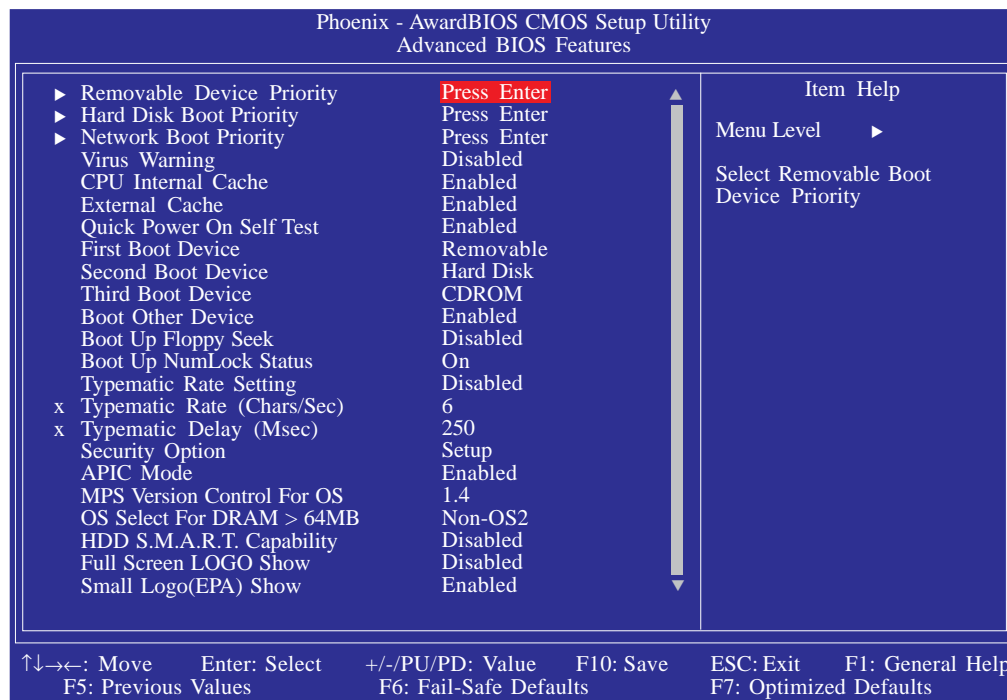 Phoenix - AwardBIOS CMOS Setup Utility
Advanced BIOS Features
▶ Removable Device Priority Press Enter
▶ Hard Disk Boot Priority Press Enter
▶ Network Boot Priority Press Enter
Virus Warning Disabled
CPU Internal Cache Enabled
External Cache Enabled
Quick Power On Self Test Enabled
First Boot Device Removable
Second Boot Device Hard Disk
Third Boot Device CDROM
Boot Other Device Enabled
Boot Up Floppy Seek Disabled
Boot Up NumLock Status On
Typematic Rate Setting Disabled
x Typematic Rate (Chars/Sec) 6
x Typematic Delay (Msec) 250
Security Option Setup
APIC Mode Enabled
MPS Version Control For OS 1.4
OS Select For DRAM > 64MB Non-OS2
HDD S.M.A.R.T. Capability Disabled
Full Screen LOGO Show Disabled
Small Logo(EPA) Show Enabled
Item Help
Menu Level ▶
Select Removable Boot
Device Priority
↑↓→←: Move Enter: Select +/-/PU/PD: Value F10: Save ESC: Exit F1: General Help
F5: Previous Values F6: Fail-Safe Defaults F7: Optimized Defaults